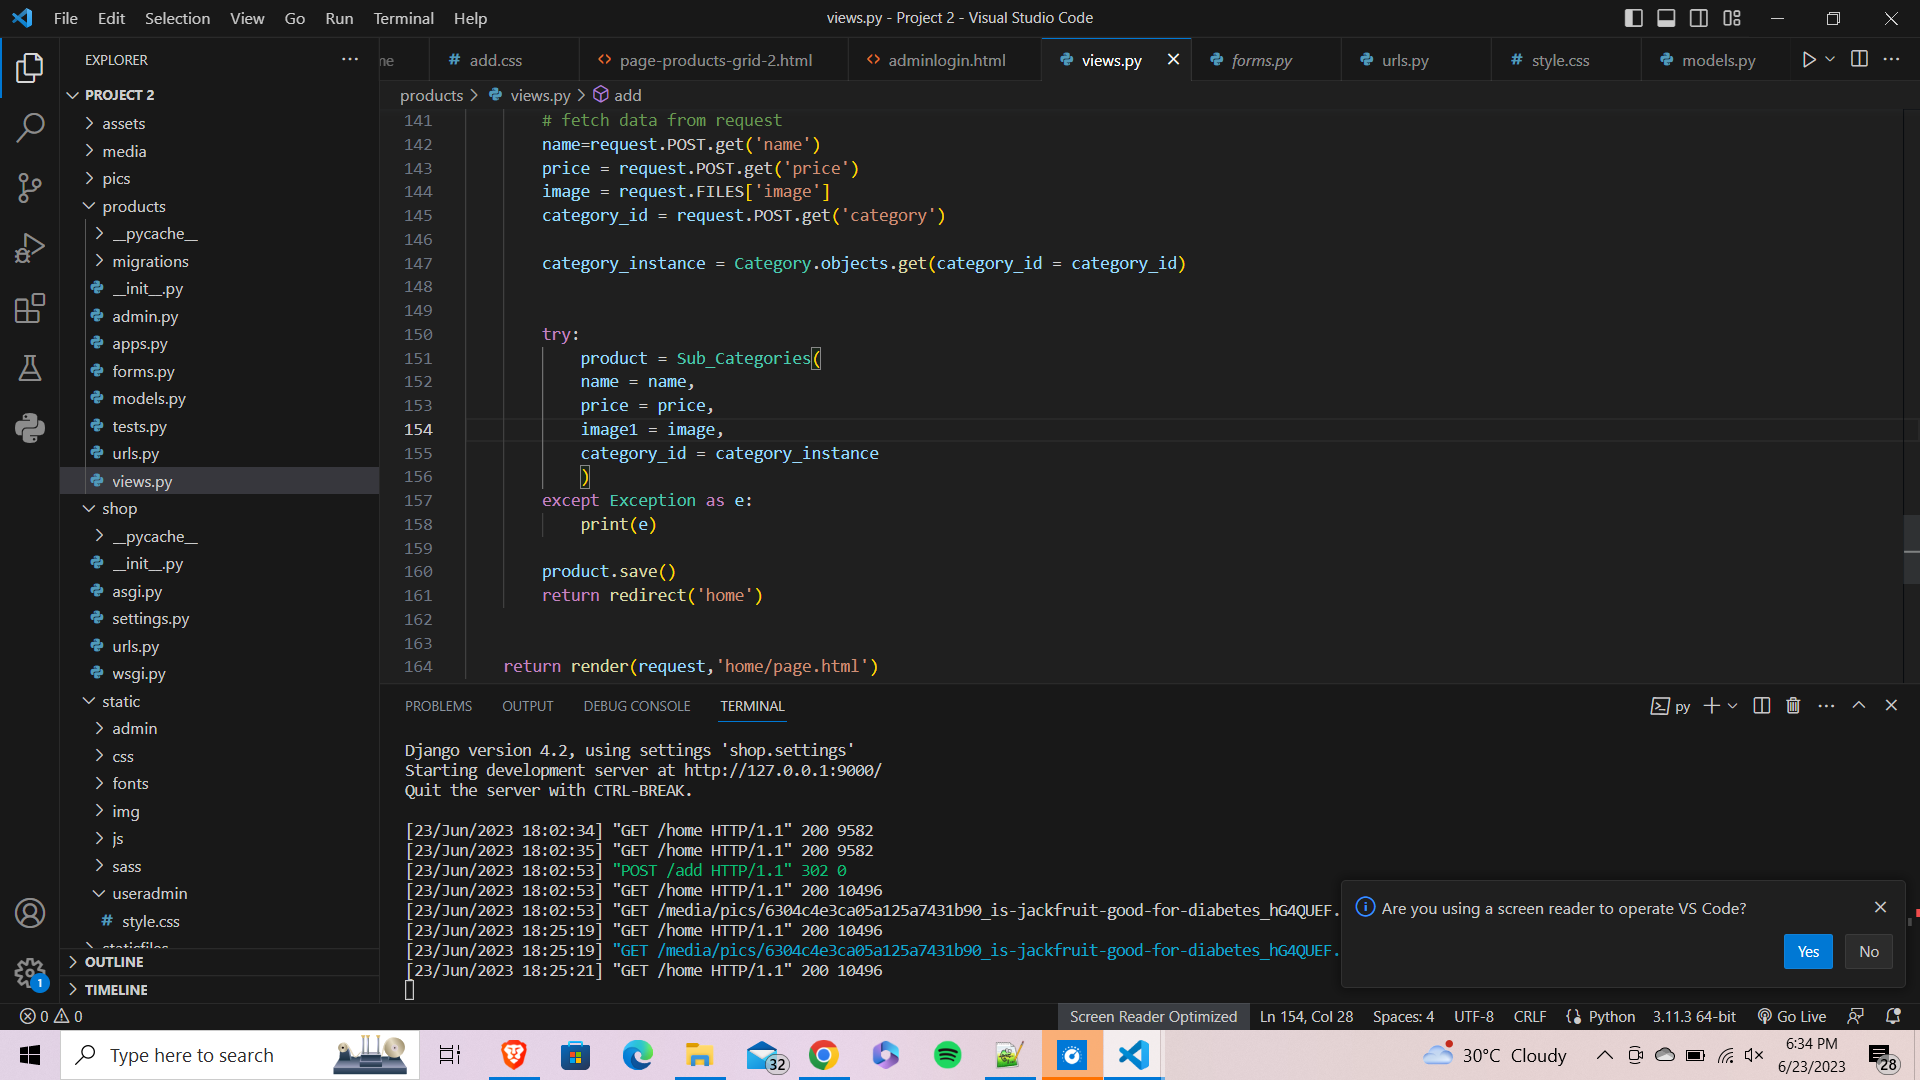 File Edit Selection View Go Run Terminal Help
views.py - Project 2 - Visual Studio Code
EXPLORER
PROJECT 2
assets
media
pics
products
__pycache__
migrations
__init__.py
admin.py
apps.py
forms.py
models.py
tests.py
urls.py
views.py
shop
__pycache__
__init__.py
asgi.py
settings.py
urls.py
wsgi.py
static
admin
css
fonts
img
js
sass
useradmin
# style.css
OUTLINE
TIMELINE
me # add.css <> page-products-grid-2.html <> adminlogin.html views.py forms.py urls.py # style.css models.py
products > views.py > add
141 # fetch data from request
142 name=request.POST.get('name')
143 price = request.POST.get('price')
144 image = request.FILES['image']
145 category_id = request.POST.get('category')
146
147 category_instance = Category.objects.get(category_id = category_id)
148
149
150 try:
151 product = Sub_Categories(
152 name = name,
153 price = price,
154 image1 = image,
155 category_id = category_instance
156 )
157 except Exception as e:
158 print(e)
159
160 product.save()
161 return redirect('home')
162
163
164 return render(request,'home/page.html')
PROBLEMS OUTPUT DEBUG CONSOLE TERMINAL
py
Django version 4.2, using settings 'shop.settings'
Starting development server at http://127.0.0.1:9000/
Quit the server with CTRL-BREAK.
[23/Jun/2023 18:02:34] "GET /home HTTP/1.1" 200 9582
[23/Jun/2023 18:02:35] "GET /home HTTP/1.1" 200 9582
[23/Jun/2023 18:02:53] "POST /add HTTP/1.1" 302 0
[23/Jun/2023 18:02:53] "GET /home HTTP/1.1" 200 10496
[23/Jun/2023 18:02:53] "GET /media/pics/6304c4e3ca05a125a7431b90_is-jackfruit-good-for-diabetes_hG4QUEF.
[23/Jun/2023 18:25:19] "GET /home HTTP/1.1" 200 10496
[23/Jun/2023 18:25:19] "GET /media/pics/6304c4e3ca05a125a7431b90_is-jackfruit-good-for-diabetes_hG4QUEF.
[23/Jun/2023 18:25:21] "GET /home HTTP/1.1" 200 10496
Are you using a screen reader to operate VS Code?
Yes No
1
0 0
Screen Reader Optimized Ln 154, Col 28 Spaces: 4 UTF-8 CRLF Python 3.11.3 64-bit Go Live
Type here to search
32
30°C Cloudy
6:34 PM
6/23/2023
28